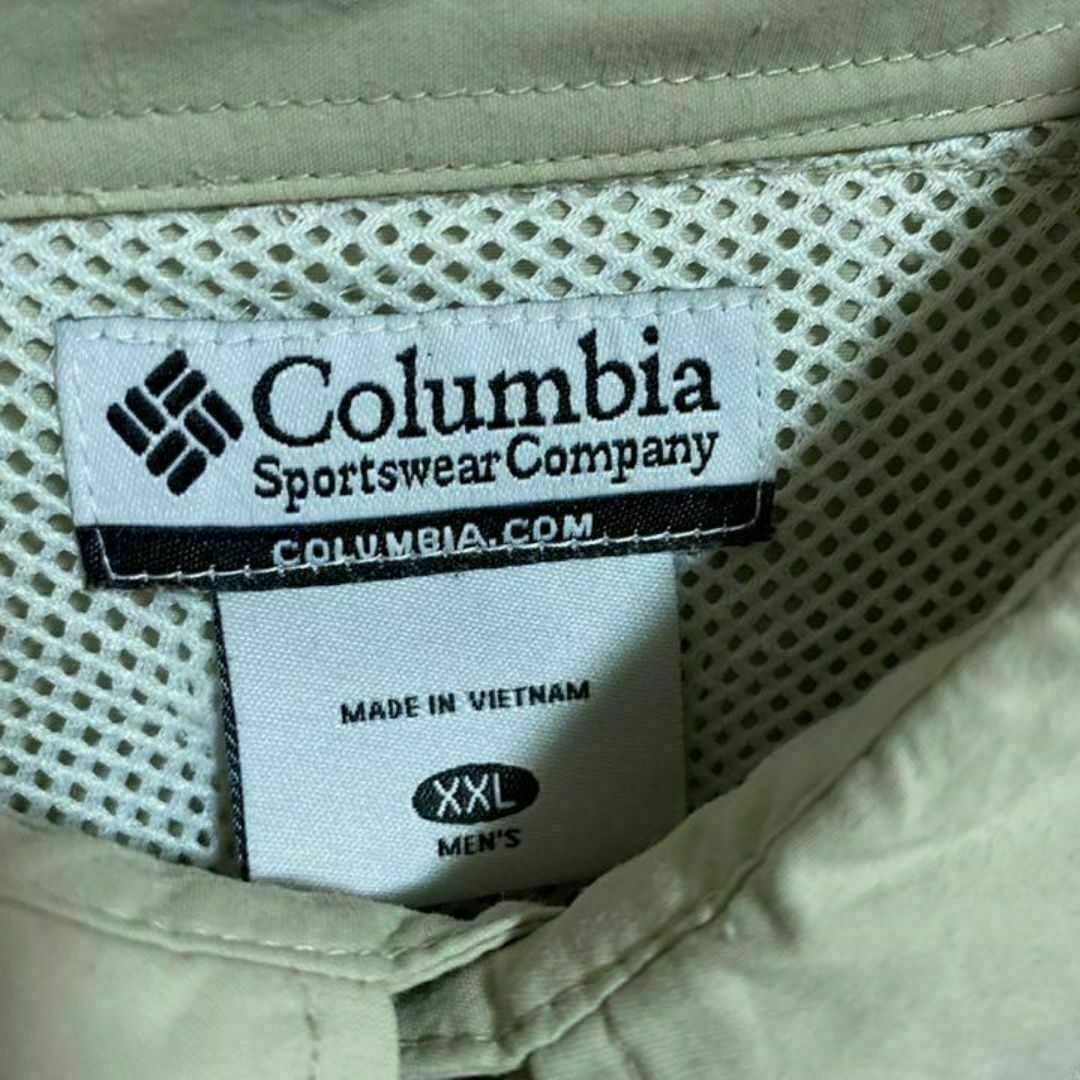 Columbia
Sportswear Company
COLUMBIA.COM
MADE IN VIETNAM
XXL
MEN'S